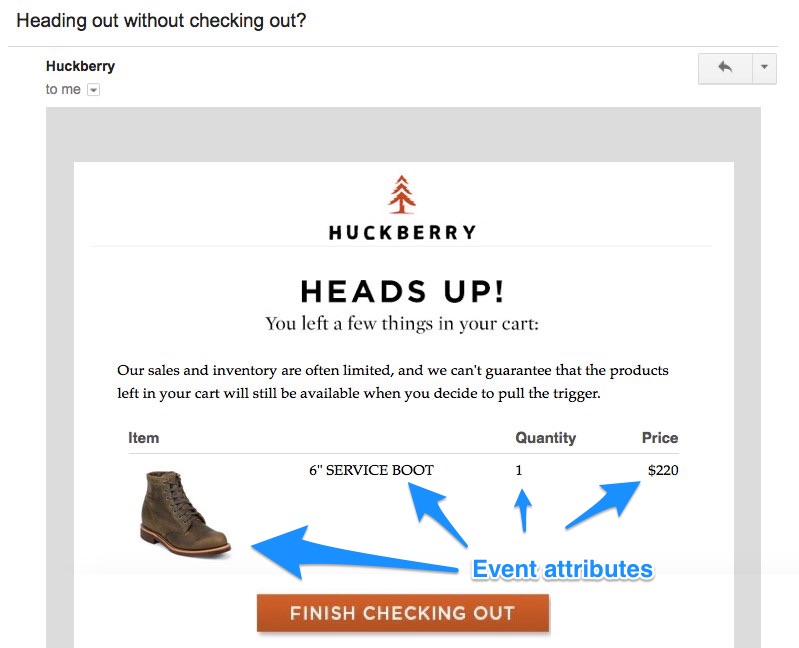 Heading out without checking out?
Huckberry
to me
HUCKBERRY
HEADS UP!
You left a few things in your cart:
Our sales and inventory are often limited, and we can't guarantee that the products
left in your cart will still be available when you decide to pull the trigger.
Item Quantity Price
6" SERVICE BOOT 1 $220
Event attributes
FINISH CHECKING OUT